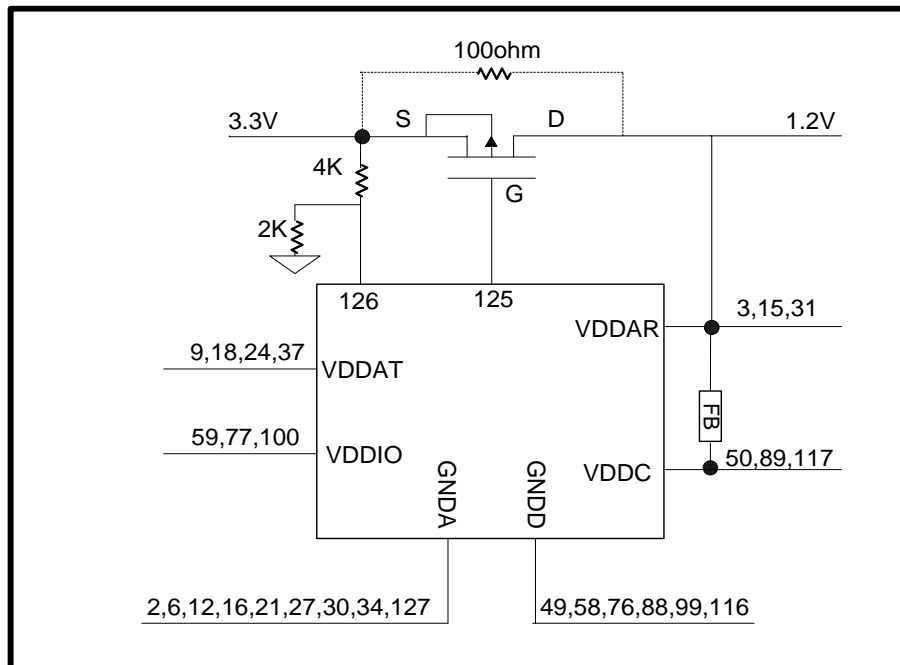 100ohm
3.3V
S
D
1.2V
4K
G
2K
126
125
VDDAR
3,15,31
9,18,24,37
VDDAT
FB
59,77,100
VDDIO
GNDA
GNDD
VDDC
50,89,117
2,6,12,16,21,27,30,34,127
49,58,76,88,99,116